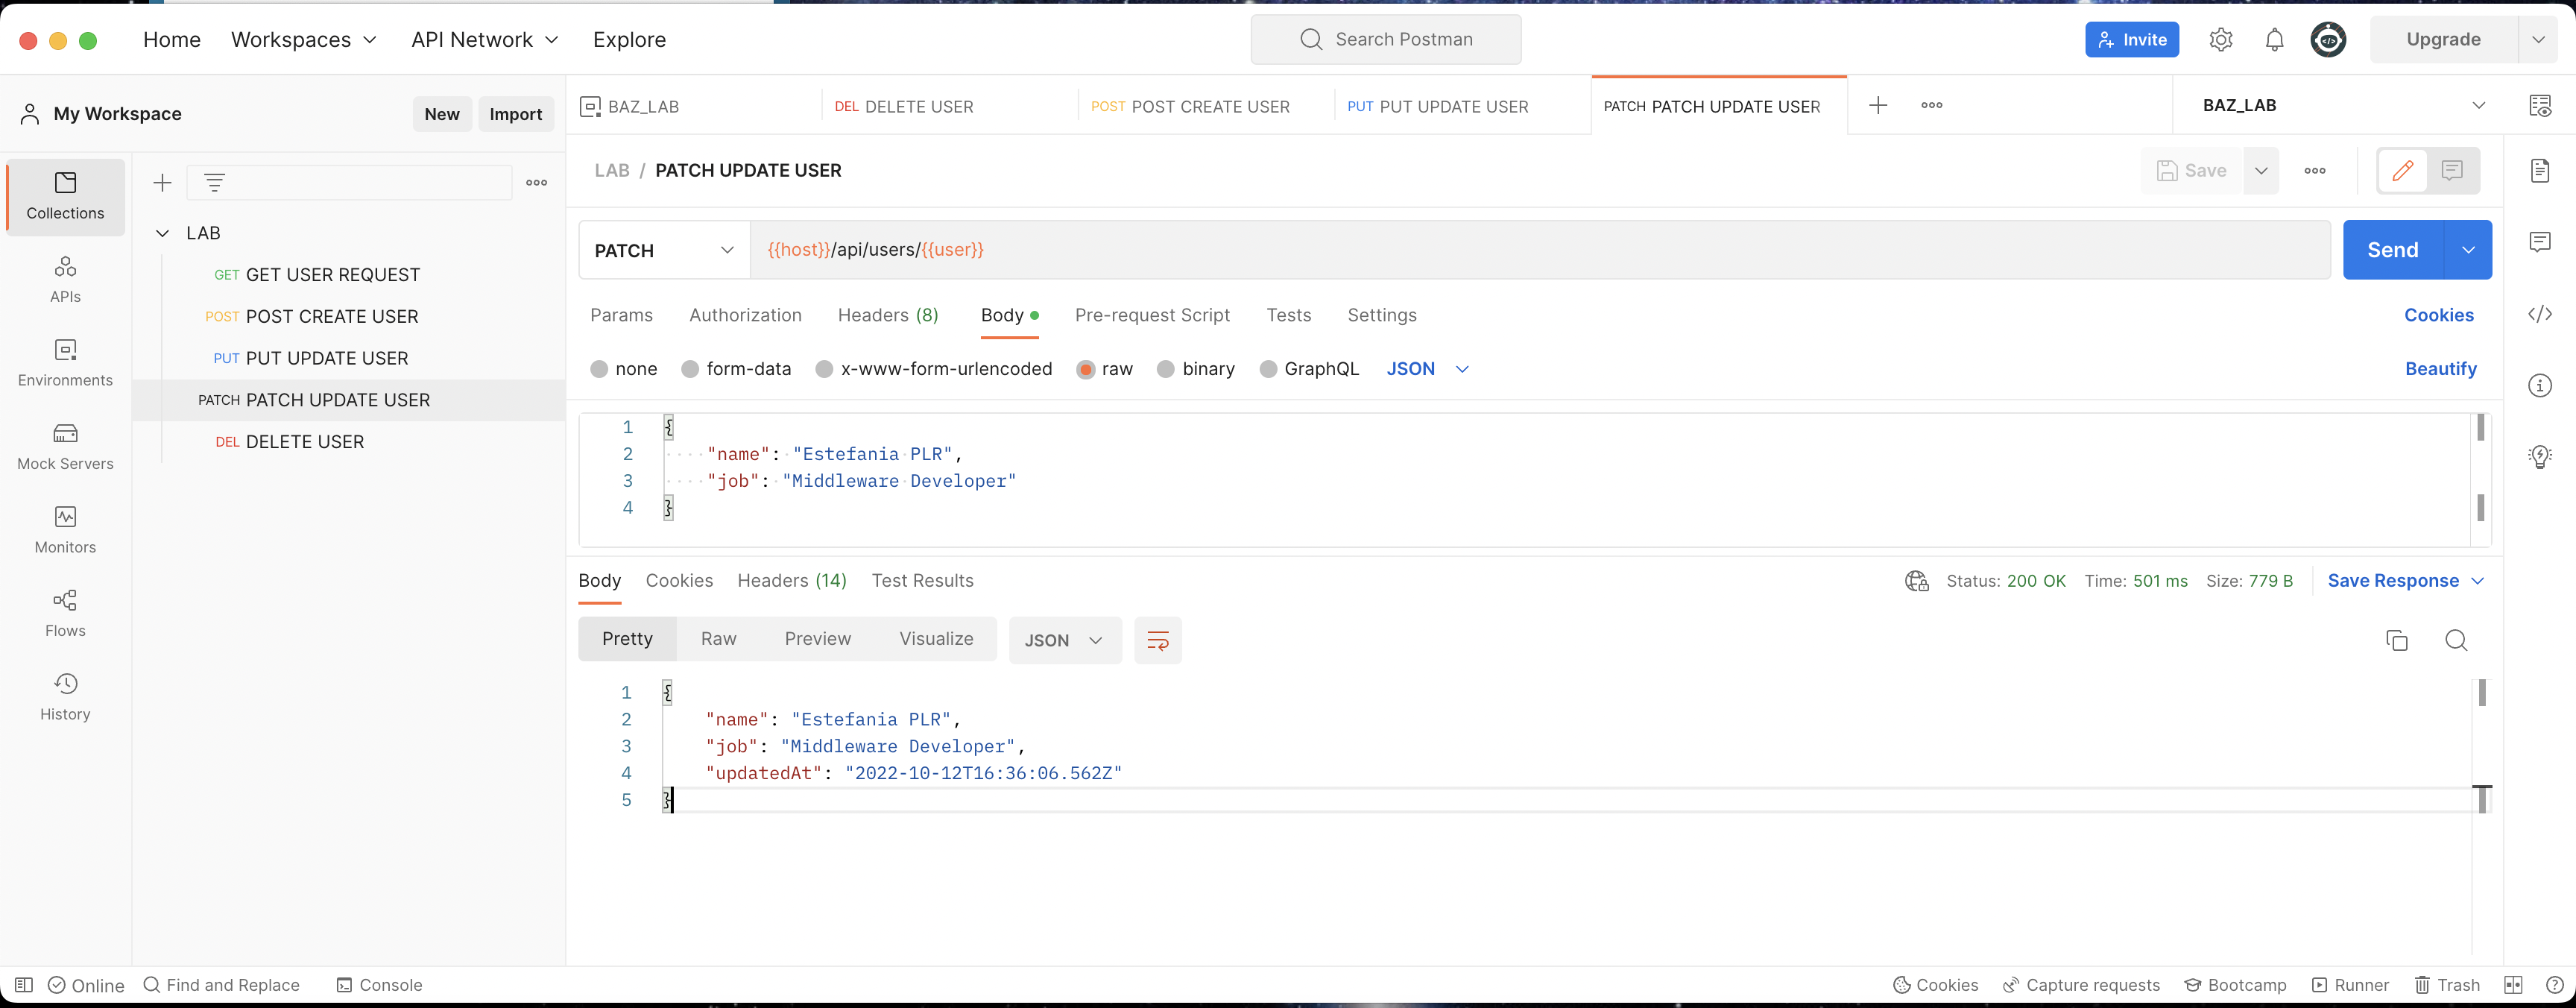 Home Workspaces API Network Explore Search Postman Invite Upgrade
My Workspace New Import
BAZ_LAB DEL DELETE USER POST POST CREATE USER PUT PUT UPDATE USER PATCH PATCH UPDATE USER BAZ_LAB
Collections
APIs
Environments
Mock Servers
Monitors
Flows
History
LAB
GET GET USER REQUEST
POST POST CREATE USER
PUT PUT UPDATE USER
PATCH PATCH UPDATE USER
DEL DELETE USER
LAB / PATCH UPDATE USER Save
PATCH {{host}}/api/users/{{user}} Send
Params Authorization Headers (8) Body Pre-request Script Tests Settings Cookies
none form-data x-www-form-urlencoded raw binary GraphQL JSON Beautify
1 {
2 "name": "Estefania PLR",
3 "job": "Middleware Developer"
4 }
Body Cookies Headers (14) Test Results Status: 200 OK Time: 501 ms Size: 779 B Save Response
Pretty Raw Preview Visualize JSON
1 {
2 "name": "Estefania PLR",
3 "job": "Middleware Developer",
4 "updatedAt": "2022-10-12T16:36:06.562Z"
5 }
Online Find and Replace Console Cookies Capture requests Bootcamp Runner Trash